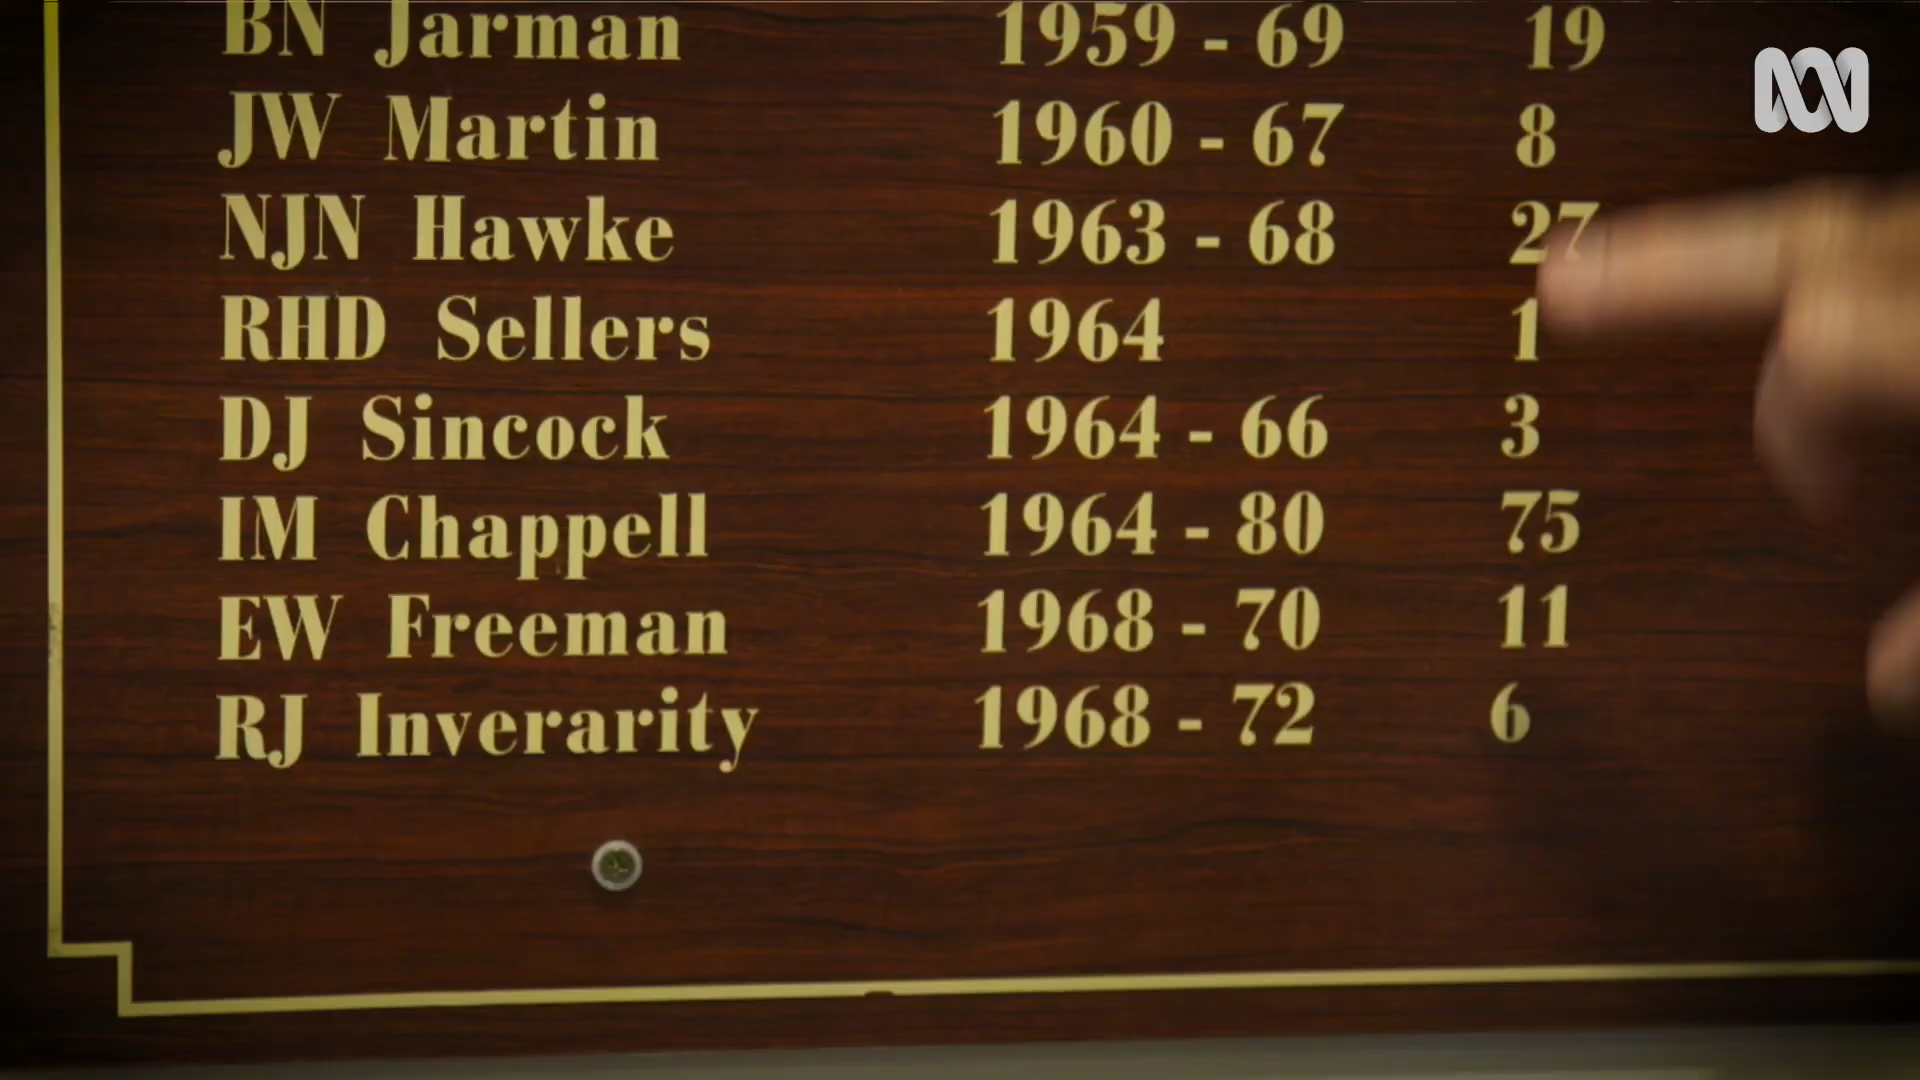 BN Jarman 1959 - 69 19
JW Martin 1960 - 67 8
NJN Hawke 1963 - 68 27
RHD Sellers 1964 1
DJ Sincock 1964 - 66 3
IM Chappell 1964 - 80 75
EW Freeman 1968 - 70 11
RJ Inverarity 1968 - 72 6